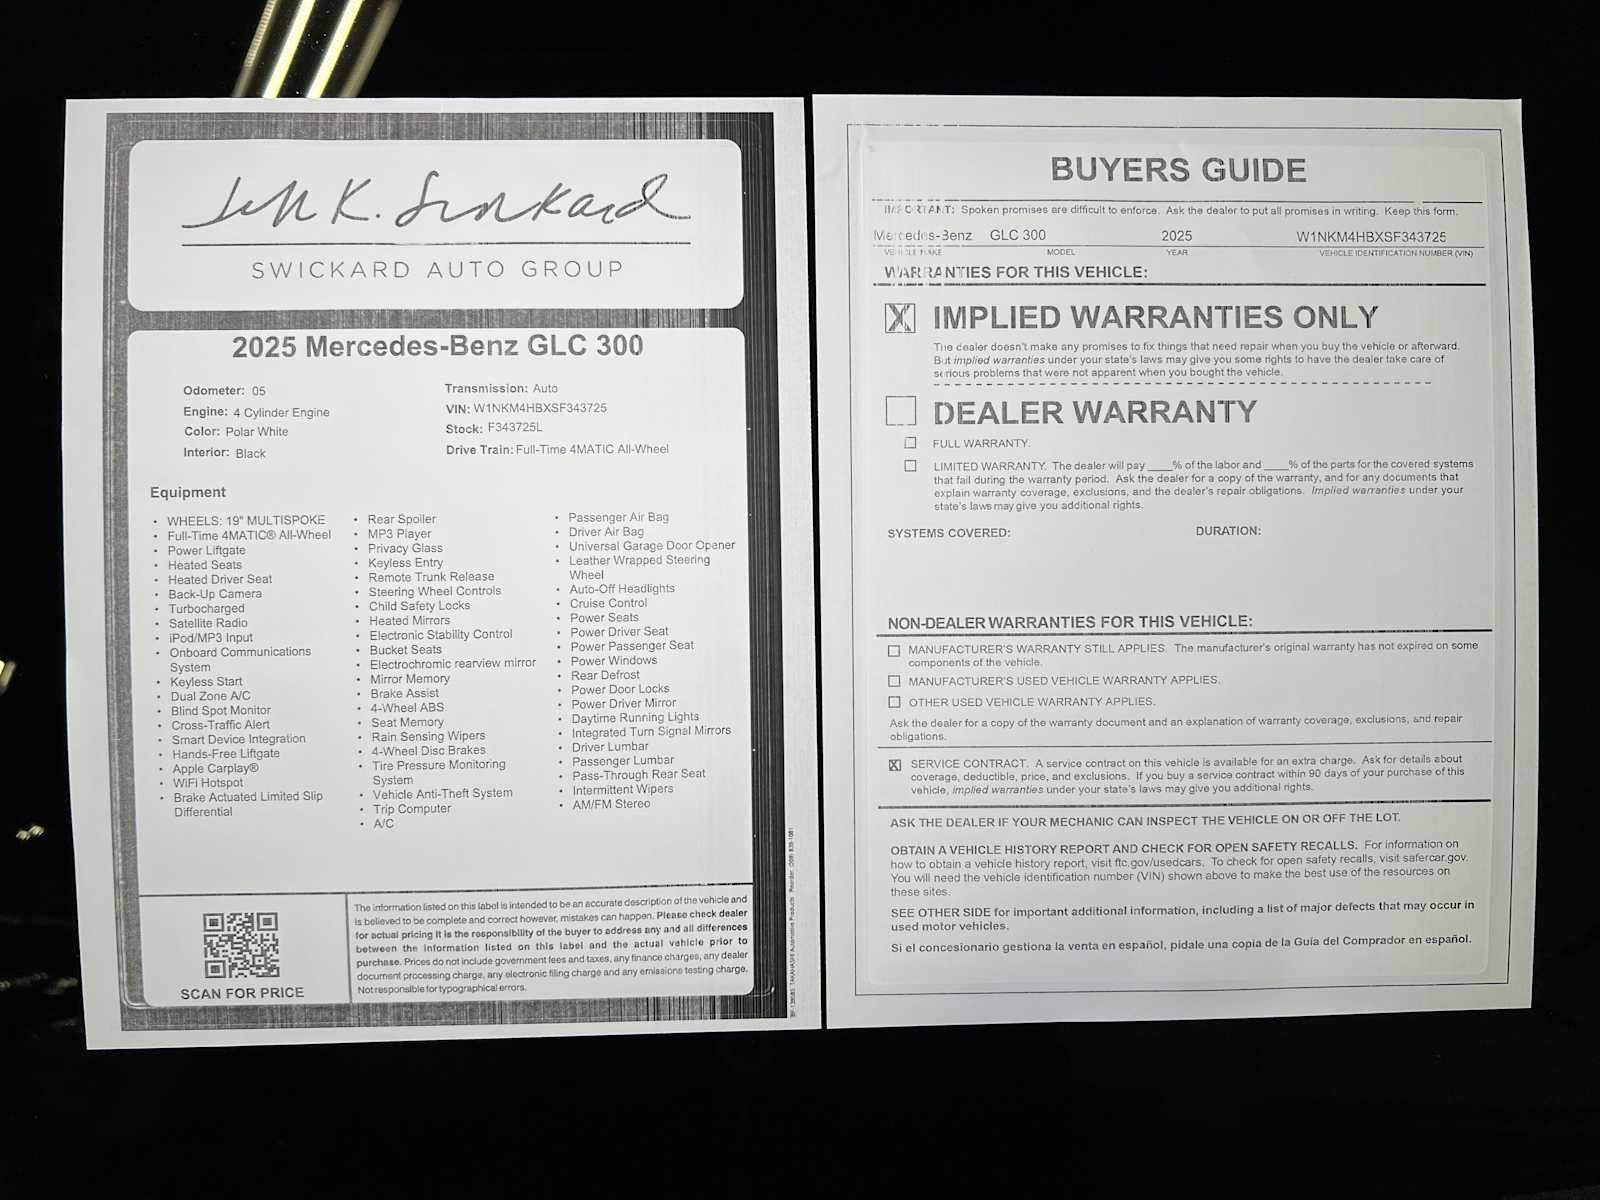 Jeff K. Swickard
SWICKARD AUTO GROUP
2025 Mercedes-Benz GLC 300
Odometer: 05
Engine: 4 Cylinder Engine
Color: Polar White
Interior: Black
Transmission: Auto
VIN: W1NKM4HBXSF343725
Stock: F343725L
Drive Train: Full-Time 4MATIC All-Wheel
Equipment
• WHEELS: 19" MULTISPOKE
• Full-Time 4MATIC® All-Wheel
• Power Liftgate
• Heated Seats
• Heated Driver Seat
• Back-Up Camera
• Turbocharged
• Satellite Radio
• iPod/MP3 Input
• Onboard Communications
System
• Keyless Start
• Dual Zone A/C
• Blind Spot Monitor
• Cross-Traffic Alert
• Smart Device Integration
• Hands-Free Liftgate
• Apple Carplay®
• WiFi Hotspot
• Brake Actuated Limited Slip
Differential
• Rear Spoiler
• MP3 Player
• Privacy Glass
• Keyless Entry
• Remote Trunk Release
• Steering Wheel Controls
• Child Safety Locks
• Heated Mirrors
• Electronic Stability Control
• Bucket Seats
• Electrochromic rearview mirror
• Mirror Memory
• Brake Assist
• 4-Wheel ABS
• Seat Memory
• Rain Sensing Wipers
• 4-Wheel Disc Brakes
• Tire Pressure Monitoring
System
• Vehicle Anti-Theft System
• Trip Computer
• A/C
• Passenger Air Bag
• Driver Air Bag
• Universal Garage Door Opener
• Leather Wrapped Steering
Wheel
• Auto-Off Headlights
• Cruise Control
• Power Seats
• Power Driver Seat
• Power Passenger Seat
• Power Windows
• Rear Defrost
• Power Door Locks
• Power Driver Mirror
• Daytime Running Lights
• Integrated Turn Signal Mirrors
• Driver Lumbar
• Passenger Lumbar
• Pass-Through Rear Seat
• Intermittent Wipers
• AM/FM Stereo
SCAN FOR PRICE
The information listed on this label is intended to be an accurate description of the vehicle and
is believed to be complete and correct however, mistakes can happen. Please check dealer
for actual pricing it is the responsibility of the buyer to address any and all differences
between the information listed on this label and the actual vehicle prior to
purchase. Prices do not include government fees and taxes, any finance charges, any dealer
document processing charge, any electronic filing charge and any emissions testing charge.
Not responsible for typographical errors.
TAKAHASHI Automotive Products Reorder:
BUYERS GUIDE
IMPORTANT: Spoken promises are difficult to enforce. Ask the dealer to put all promises in writing. Keep this form.
Mercedes-Benz GLC 300 2025 W1NKM4HBXSF343725
VEHICLE MAKE MODEL YEAR VEHICLE IDENTIFICATION NUMBER (VIN)
WARRANTIES FOR THIS VEHICLE:
X IMPLIED WARRANTIES ONLY
The dealer doesn't make any promises to fix things that need repair when you buy the vehicle or afterward.
But implied warranties under your state's laws may give you some rights to have the dealer take care of
serious problems that were not apparent when you bought the vehicle.
DEALER WARRANTY
FULL WARRANTY.
LIMITED WARRANTY. The dealer will pay ____% of the labor and ____% of the parts for the covered systems
that fail during the warranty period. Ask the dealer for a copy of the warranty, and for any documents that
explain warranty coverage, exclusions, and the dealer's repair obligations. Implied warranties under your
state's laws may give you additional rights.
SYSTEMS COVERED: DURATION:
NON-DEALER WARRANTIES FOR THIS VEHICLE:
MANUFACTURER'S WARRANTY STILL APPLIES. The manufacturer's original warranty has not expired on some
components of the vehicle.
MANUFACTURER'S USED VEHICLE WARRANTY APPLIES.
OTHER USED VEHICLE WARRANTY APPLIES.
Ask the dealer for a copy of the warranty document and an explanation of warranty coverage, exclusions, and repair
obligations.
X SERVICE CONTRACT. A service contract on this vehicle is available for an extra charge. Ask for details about
coverage, deductible, price, and exclusions. If you buy a service contract within 90 days of your purchase of this
vehicle, implied warranties under your state's laws may give you additional rights.
ASK THE DEALER IF YOUR MECHANIC CAN INSPECT THE VEHICLE ON OR OFF THE LOT.
OBTAIN A VEHICLE HISTORY REPORT AND CHECK FOR OPEN SAFETY RECALLS. For information on
how to obtain a vehicle history report, visit ftc.gov/usedcars. To check for open safety recalls, visit safercar.gov.
You will need the vehicle identification number (VIN) shown above to make the best use of the resources on
these sites.
SEE OTHER SIDE for important additional information, including a list of major defects that may occur in
used motor vehicles.
Si el concesionario gestiona la venta en español, pídale una copia de la Guía del Comprador en español.